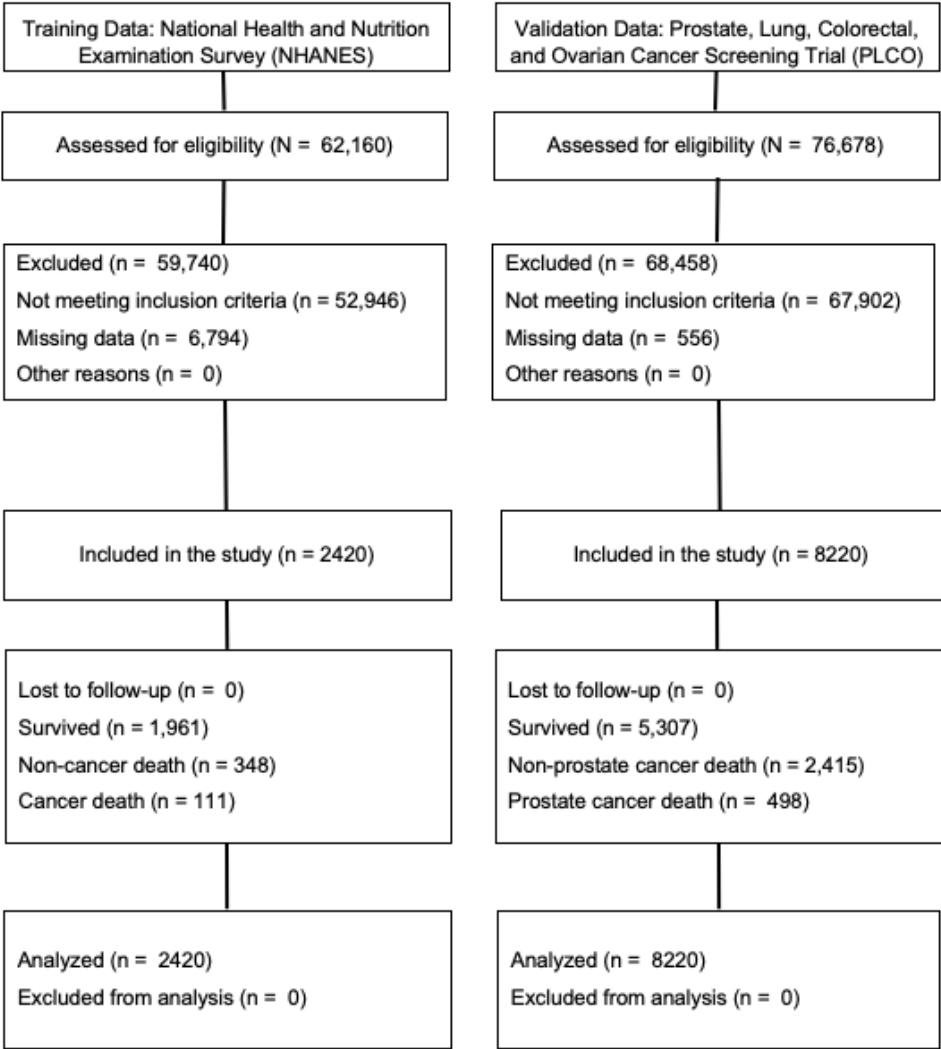 Training Data: National Health and Nutrition
Examination Survey (NHANES)
Assessed for eligibility (N = 62,160)
Excluded (n = 59,740)
Not meeting inclusion criteria (n = 52,946)
Missing data (n = 6,794)
Other reasons (n = 0)
Included in the study (n = 2420)
Lost to follow-up (n = 0)
Survived (n = 1,961)
Non-cancer death (n = 348)
Cancer death (n = 111)
Analyzed (n = 2420)
Excluded from analysis (n = 0)
Validation Data: Prostate, Lung, Colorectal,
and Ovarian Cancer Screening Trial (PLCO)
Assessed for eligibility (N = 76,678)
Excluded (n = 68,458)
Not meeting inclusion criteria (n = 67,902)
Missing data (n = 556)
Other reasons (n = 0)
Included in the study (n = 8220)
Lost to follow-up (n = 0)
Survived (n = 5,307)
Non-prostate cancer death (n = 2,415)
Prostate cancer death (n = 498)
Analyzed (n = 8220)
Excluded from analysis (n = 0)